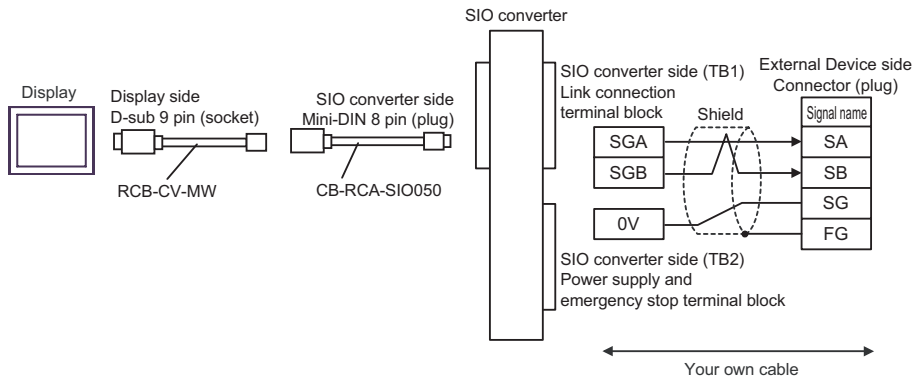 SIO converter
Display
Display side
D-sub 9 pin (socket)
RCB-CV-MW
SIO converter side
Mini-DIN 8 pin (plug)
CB-RCA-SIO050
SIO converter side (TB1)
Link connection
terminal block
Shield
External Device side
Connector (plug)
Signal name
SGA
SA
SGB
SB
SG
0V
FG
SIO converter side (TB2)
Power supply and
emergency stop terminal block
Your own cable